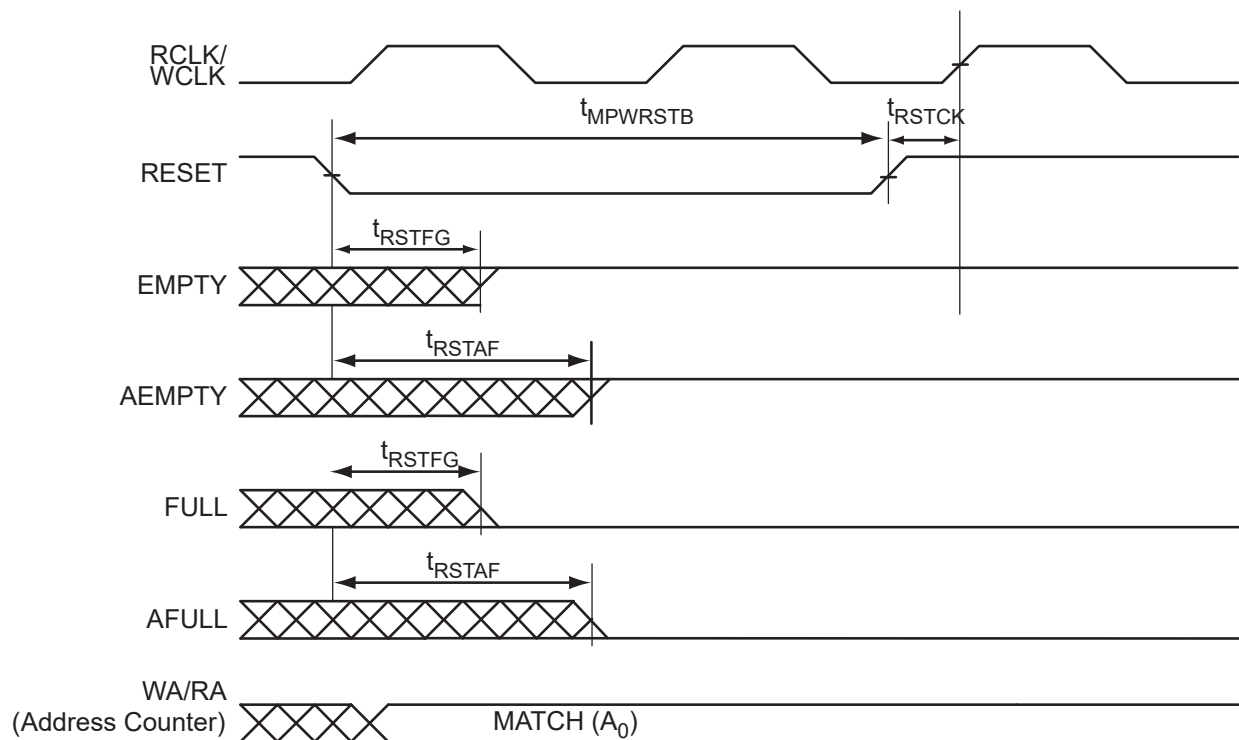 RCLK/
WCLK
tMPWRSTB
tRSTCK
RESET
tRSTFG
EMPTY
tRSTAF
AEMPTY
tRSTFG
FULL
tRSTAF
AFULL
WA/RA
(Address Counter)
MATCH (A0)